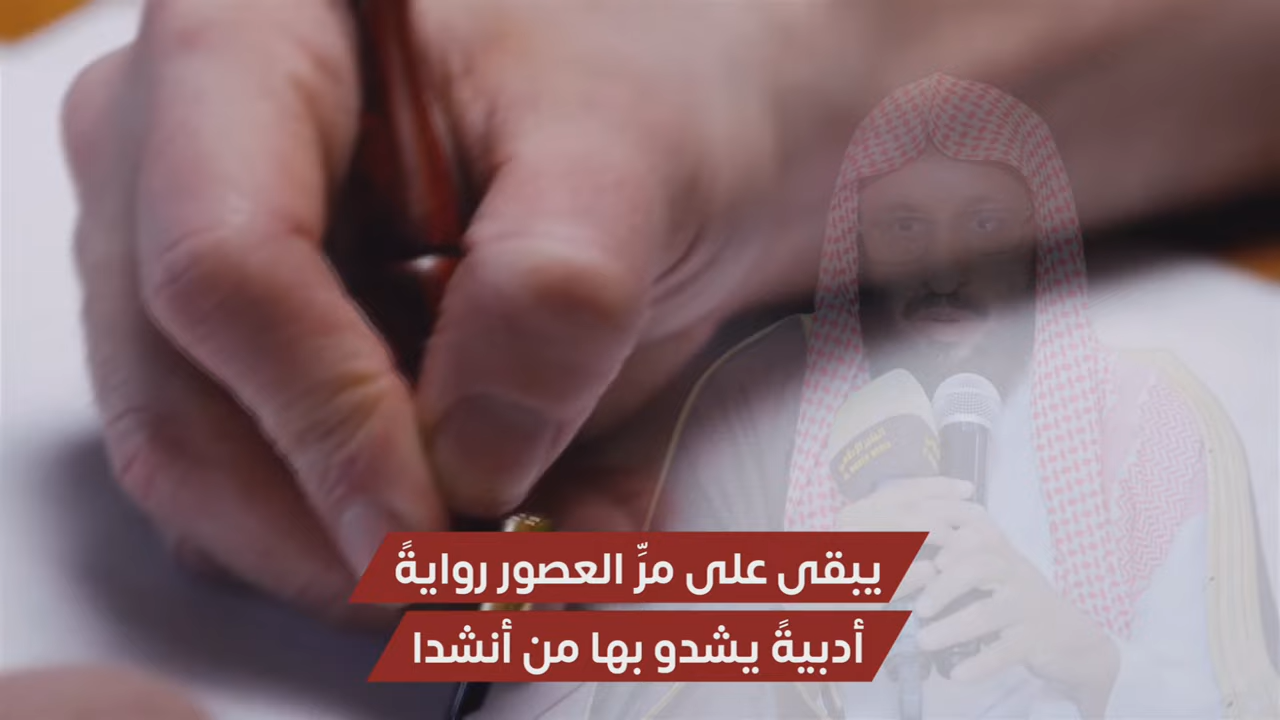 يبقى على مرِّ العصور روايةً
أدبيةً يشدو بها من أنشدا